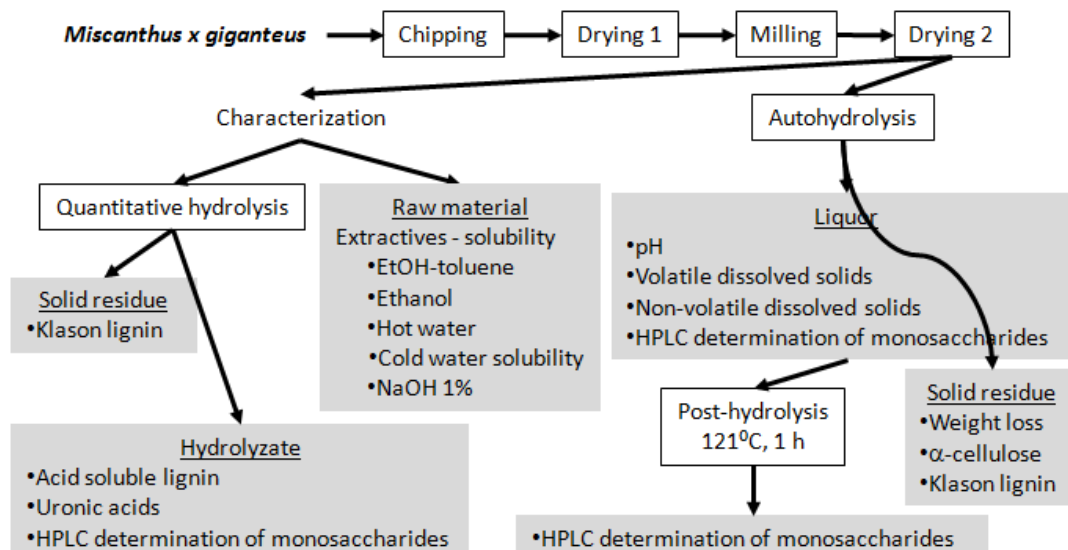 Miscanthus x giganteus
Chipping
Drying 1
Milling
Drying 2
Characterization
Autohydrolysis
Quantitative hydrolysis
Raw material
Extractives - solubility
•EtOH-toluene
•Ethanol
•Hot water
•Cold water solubility
•NaOH 1%
Liquor
•pH
•Volatile dissolved solids
•Non-volatile dissolved solids
•HPLC determination of monosaccharides
Solid residue
•Klason lignin
Hydrolyzate
•Acid soluble lignin
•Uronic acids
•HPLC determination of monosaccharides
Post-hydrolysis
121⁰C, 1 h
Solid residue
•Weight loss
•α-cellulose
•Klason lignin
•HPLC determination of monosaccharides